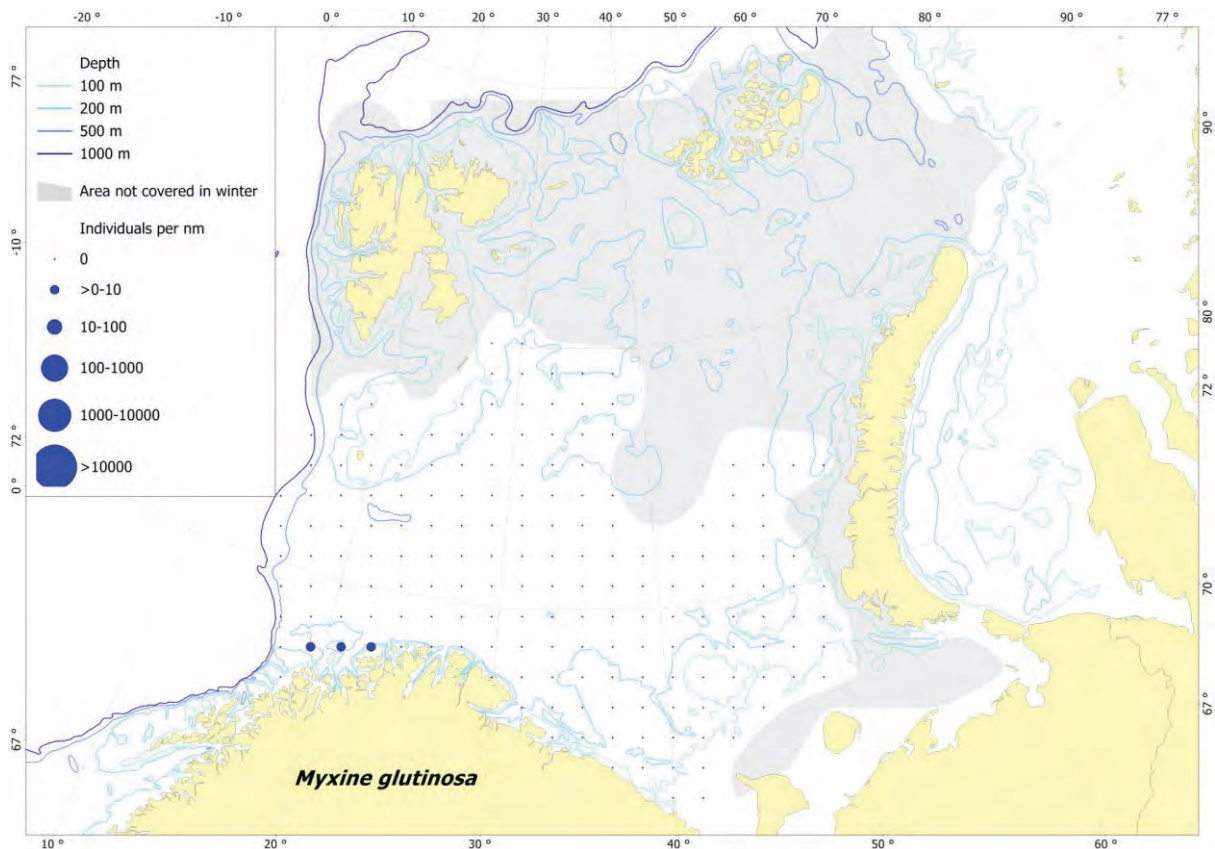 -20 ° -10 ° 0 ° 10 ° 20 ° 30 ° 40 ° 50 ° 60 ° 70 ° 80 ° 90 ° 77 °
Depth
100 m
200 m
500 m
1000 m
Area not covered in winter
Individuals per nm
0
>0-10
10-100
100-1000
1000-10000
>10000
77 °
-10 °
72 °
0 °
67 °
90 °
80 °
72 °
70 °
67 °
Myxine glutinosa
10 ° 20 ° 30 ° 40 ° 50 ° 60 °